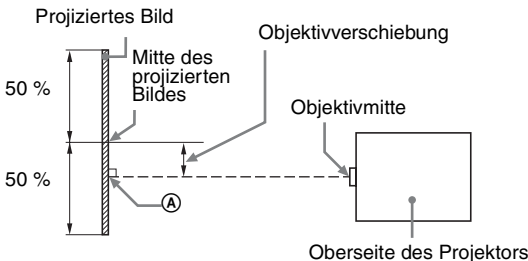 Projiziertes Bild
Objektivverschiebung
Mitte des
projizierten
Bildes
50 %
Objektivmitte
50 %
A
Oberseite des Projektors